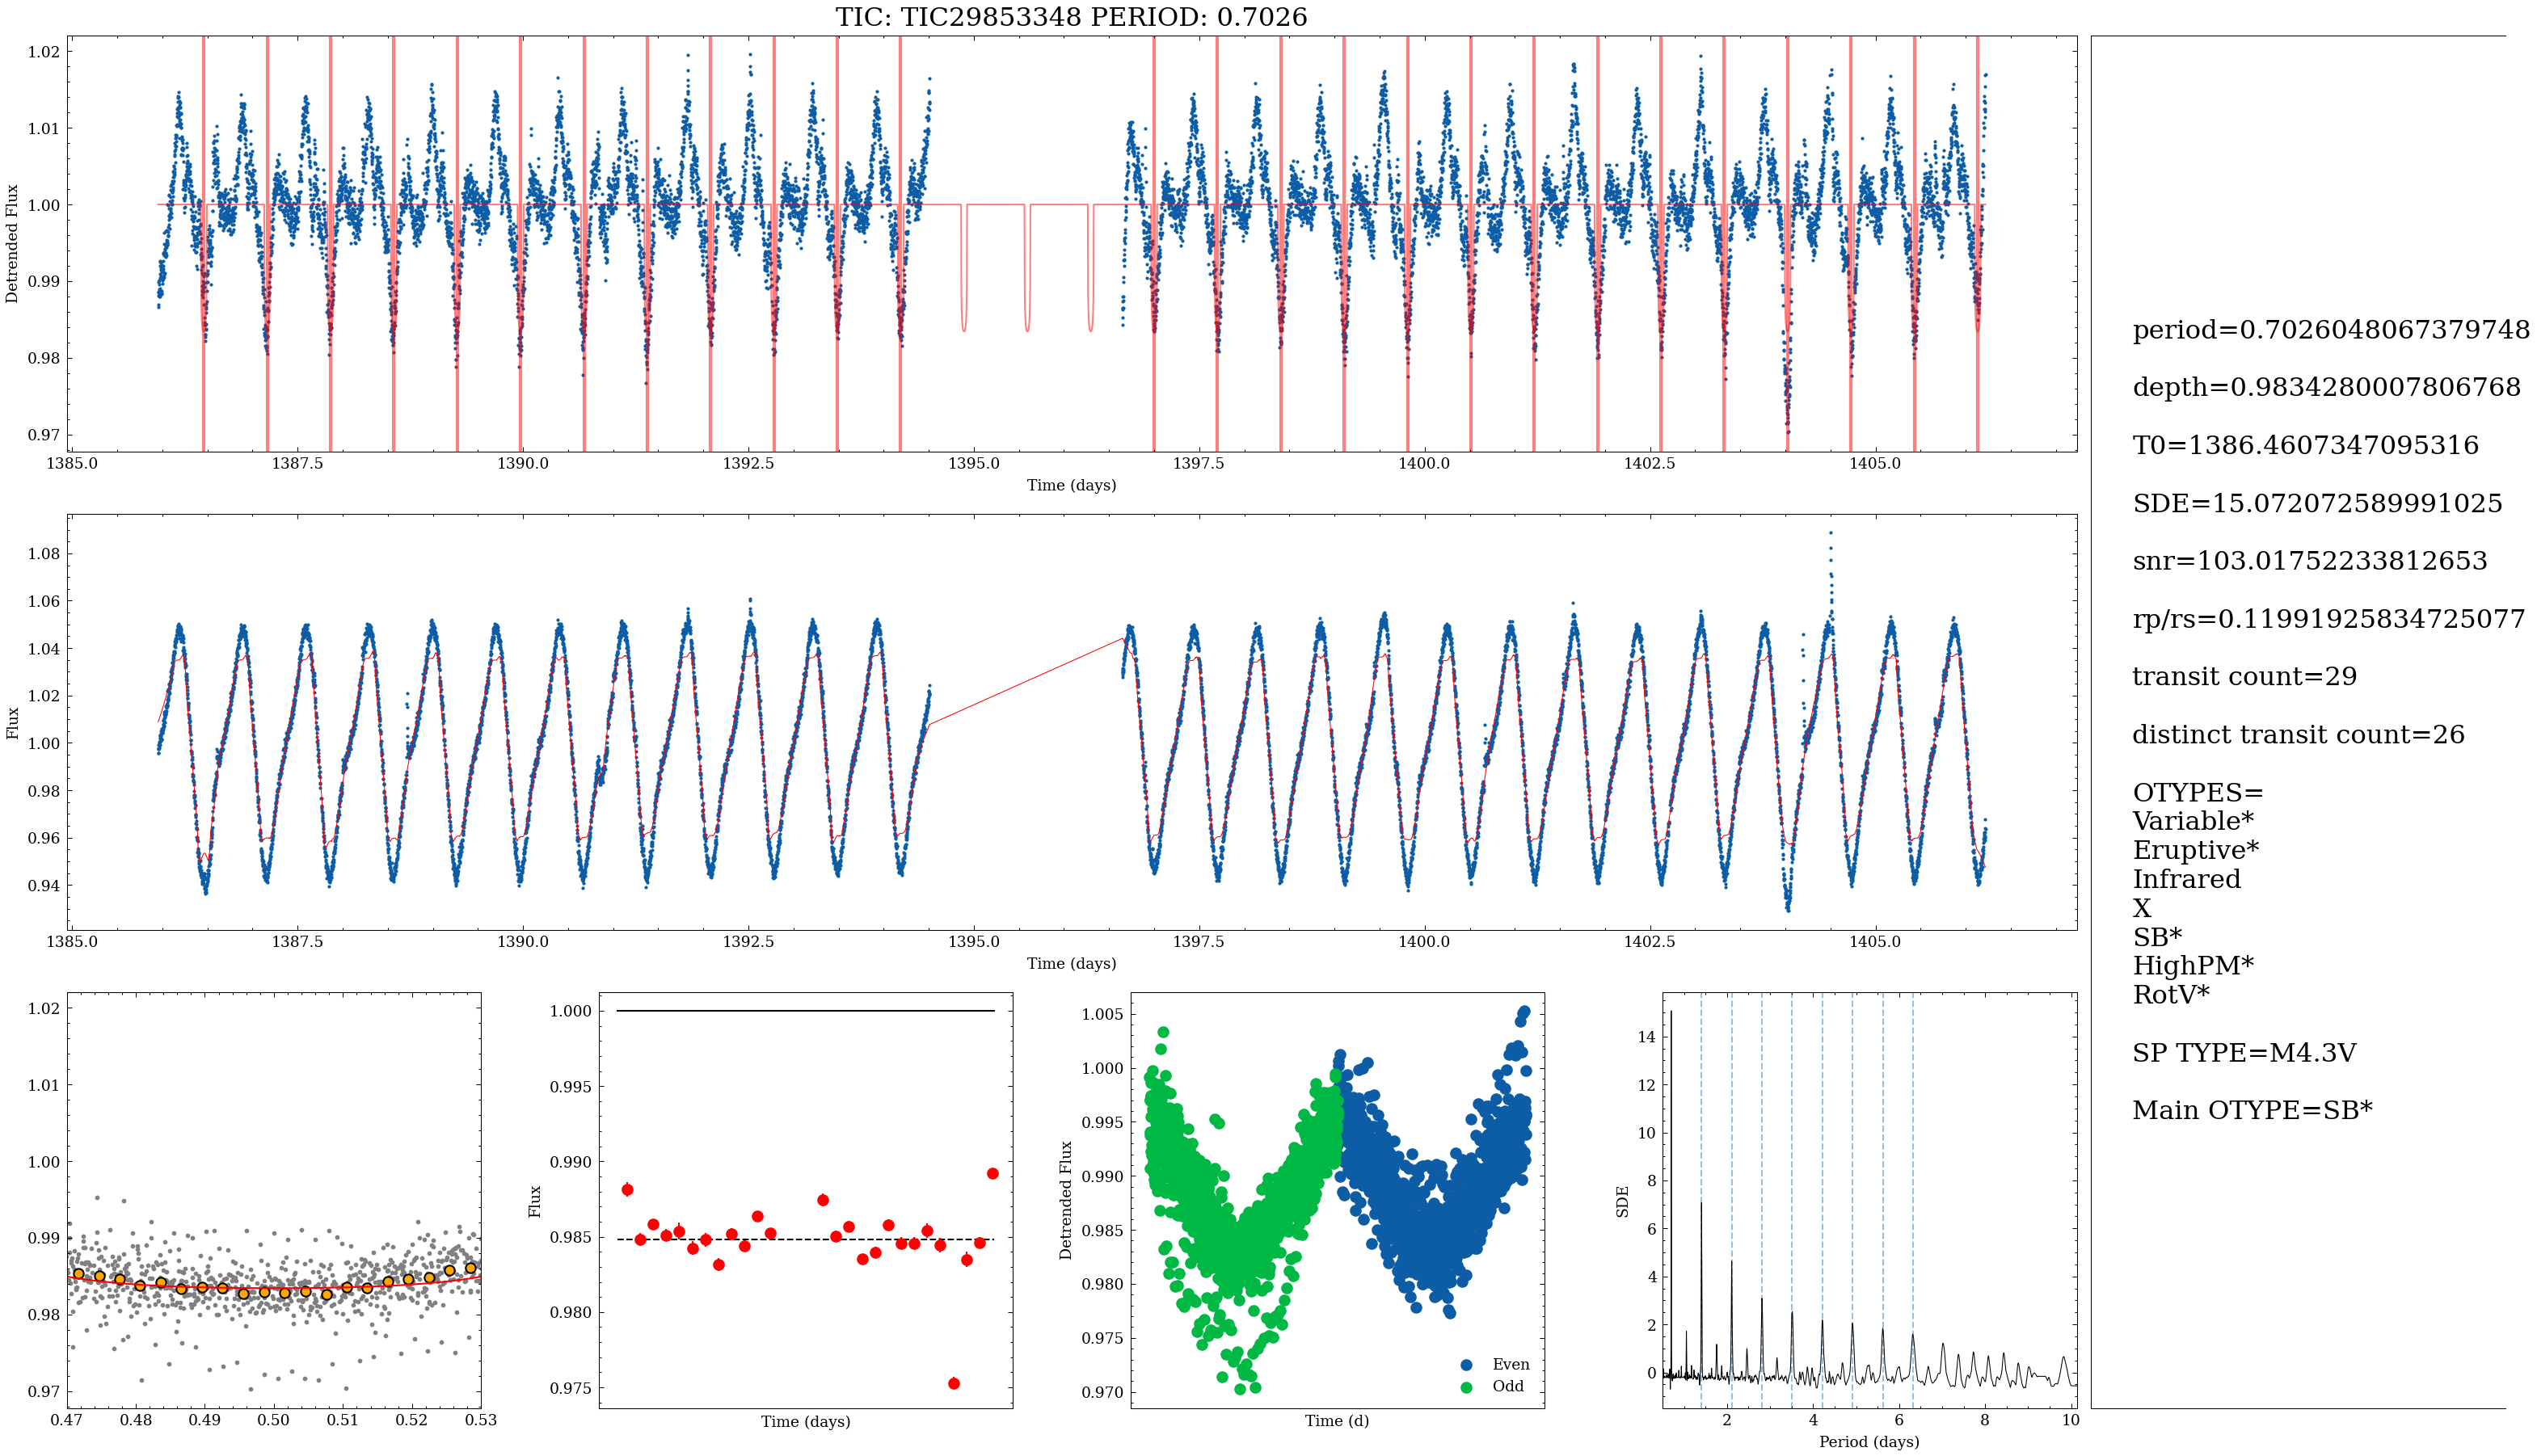 TIC: TIC29853348 PERIOD: 0.7026
1.02
1.01
1.00
0.99
0.98
0.97
Detrended Flux
1385.0 1387.5 1390.0 1392.5 1395.0 1397.5 1400.0 1402.5 1405.0
Time (days)
1.08
1.06
1.04
1.02
1.00
0.98
0.96
0.94
Flux
1385.0 1387.5 1390.0 1392.5 1395.0 1397.5 1400.0 1402.5 1405.0
Time (days)
1.02
1.01
1.00
0.99
0.98
0.97
0.47 0.48 0.49 0.50 0.51 0.52 0.53
1.000
0.995
0.990
0.985
0.980
0.975
Flux
Time (days)
1.005
1.000
0.995
0.990
0.985
0.980
0.975
0.970
Detrended Flux
Even
Odd
Time (d)
14
12
10
8
6
4
2
0
SDE
2 4 6 8 10
Period (days)
period=0.7026048067379748
depth=0.9834280007806768
T0=1386.4607347095316
SDE=15.072072589991025
snr=103.01752233812653
rp/rs=0.11991925834725077
transit count=29
distinct transit count=26
OTYPES=
Variable*
Eruptive*
Infrared
X
SB*
HighPM*
RotV*
SP TYPE=M4.3V
Main OTYPE=SB*